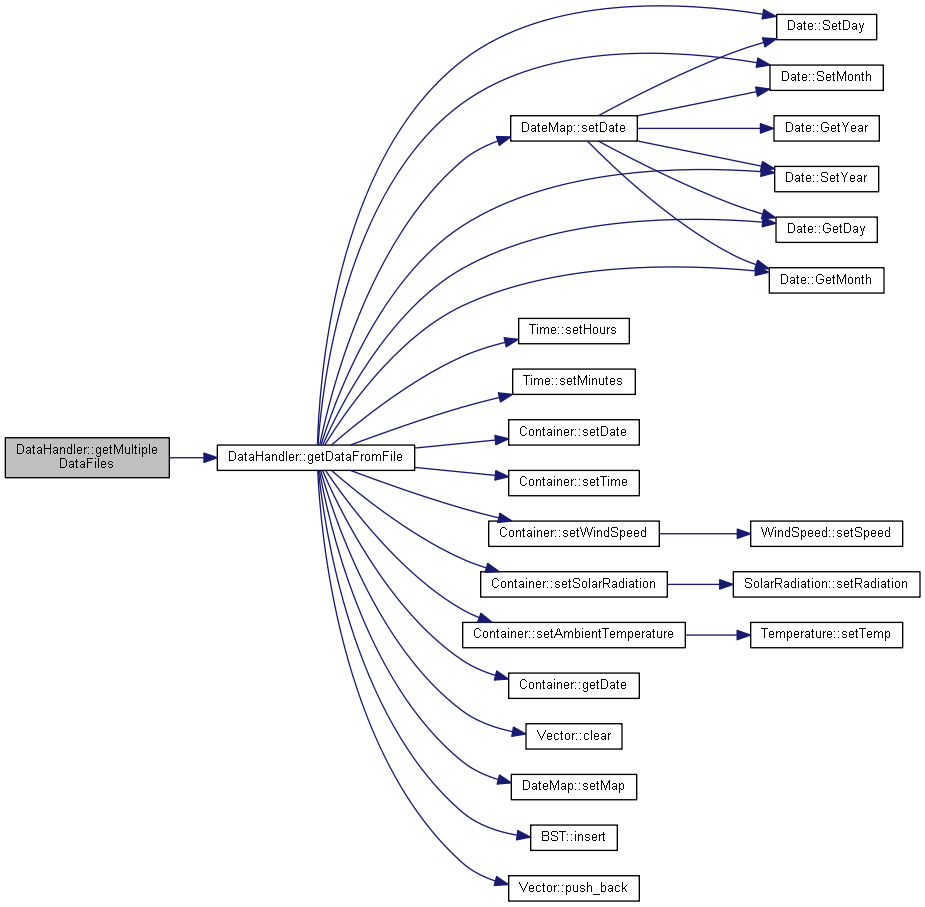 DataHandler::getMultiple
DataFiles
DataHandler::getDataFromFile
DateMap::setDate
Time::setHours
Time::setMinutes
Container::setDate
Container::setTime
Container::setWindSpeed
Container::setSolarRadiation
Container::setAmbientTemperature
Container::getDate
Vector::clear
DateMap::setMap
BST::insert
Vector::push_back
Date::SetDay
Date::SetMonth
Date::GetYear
Date::SetYear
Date::GetDay
Date::GetMonth
WindSpeed::setSpeed
SolarRadiation::setRadiation
Temperature::setTemp